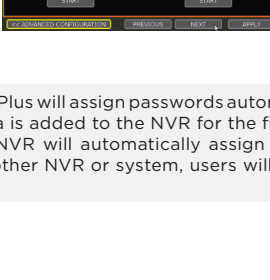 START START
<< ADVANCED CONFIGURATION PREVIOUS NEXT APPLY
Plus will assign passwords
a is added to the NVR for the
NVR will automatically assign
other NVR or system, users will